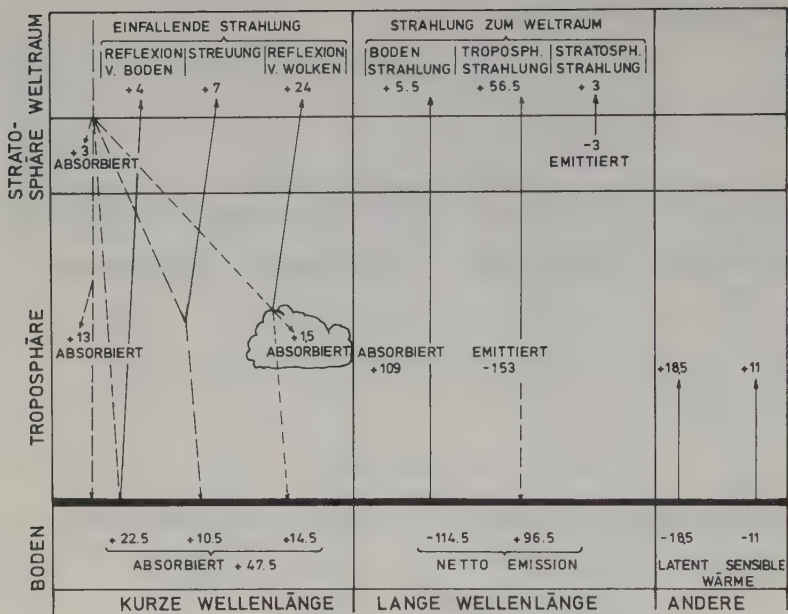 EINFALLENDE STRAHLUNG
STRAHLUNG ZUM WELTRAUM
REFLEXION STREUUNG REFLEXION
V. BODEN V. WOLKEN
BODEN TROPOSPH. STRATOSPH.
STRAHLUNG STRAHLUNG STRAHLUNG
+4 +7 +24 +5.5 +56.5 +3
WELTRAUM
STRATO-
SPHÄRE
+3
ABSORBIERT
-3
EMITTIERT
TROPOSPHÄRE
+13
ABSORBIERT
+1,5
ABSORBIERT
ABSORBIERT
+109
EMITTIERT
-153
+18,5 +11
BODEN
+22.5 +10.5 +14.5
ABSORBIERT +47.5
-114.5 +96.5
NETTO EMISSION
-18,5 -11
LATENT SENSIBLE
WÄRME
KURZE WELLENLÄNGE LANGE WELLENLÄNGE ANDERE